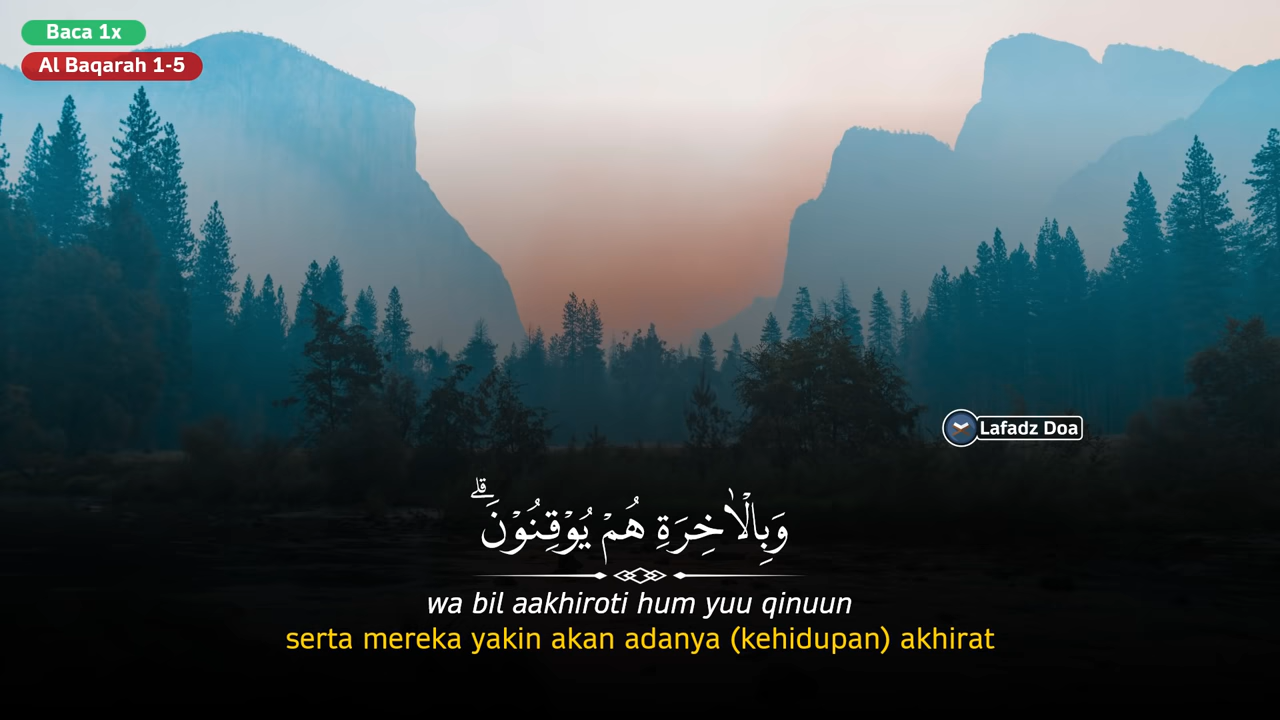 Baca 1x
Al Baqarah 1-5
Lafadz Doa
وَبِالْاٰخِرَةِ هُمْ يُوْقِنُوْنَۗ
wa bil aakhiroti hum yuu qinuun
serta mereka yakin akan adanya (kehidupan) akhirat